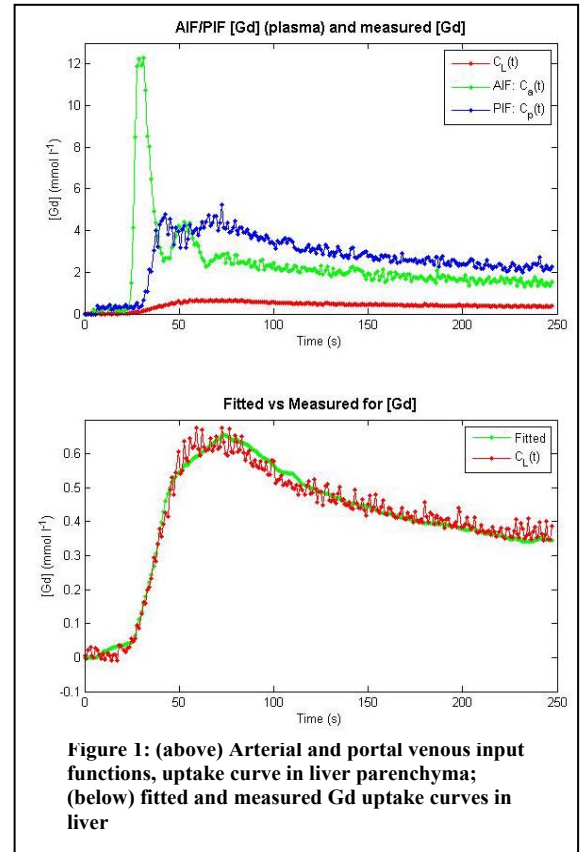 AIF/PIF [Gd] (plasma) and measured [Gd]
C_L(t)
AIF: C_a(t)
PIF: C_p(t)
12
10
8
6
4
2
0
[Gd] (mmol l⁻¹)
0 50 100 150 200 250
Time (s)
Fitted vs Measured for [Gd]
Fitted
C_L(t)
0.6
0.5
0.4
0.3
0.2
0.1
0
-0.1
[Gd] (mmol l⁻¹)
0 50 100 150 200 250
Time (s)
Figure 1: (above) Arterial and portal venous input
functions, uptake curve in liver parenchyma;
(below) fitted and measured Gd uptake curves in
liver